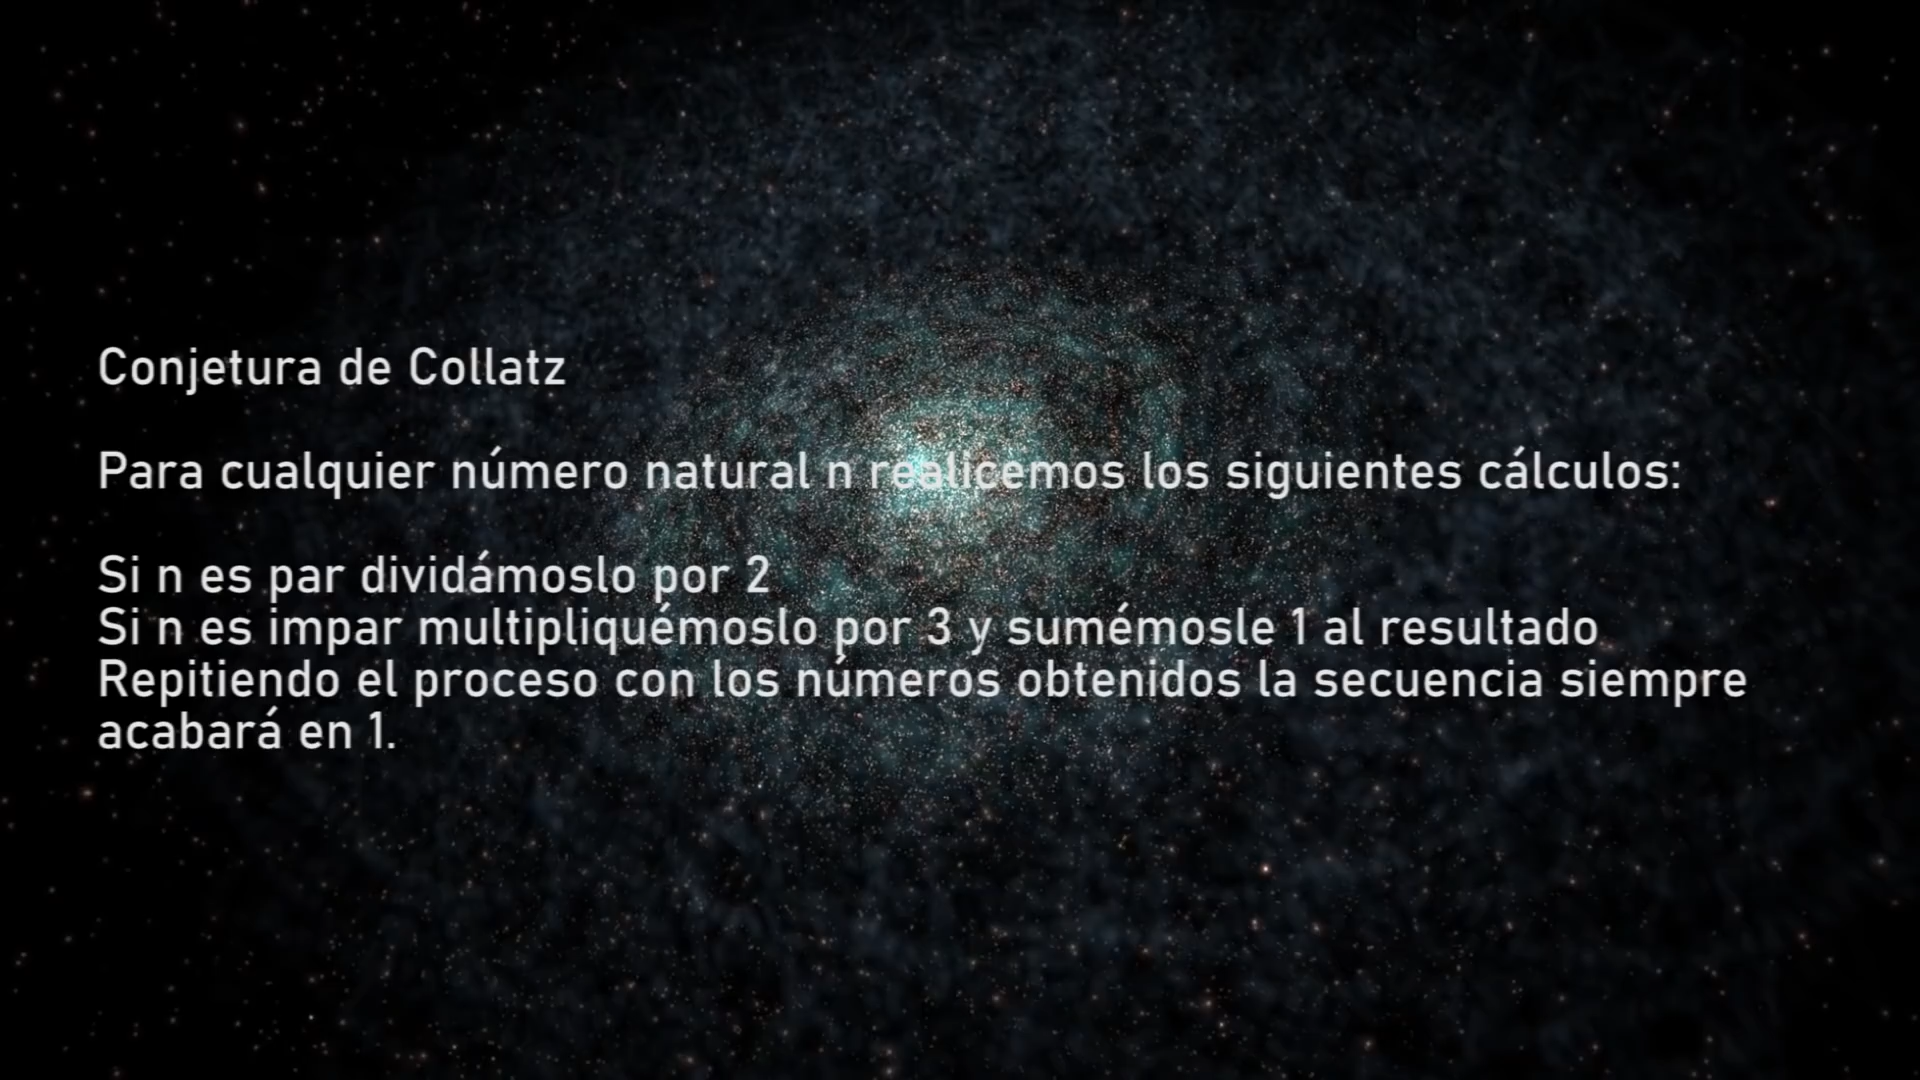 Conjetura de Collatz
Para cualquier número natural n realicemos los siguientes cálculos:
Si n es par dividámoslo por 2
Si n es impar multipliquémoslo por 3 y sumémosle 1 al resultado
Repitiendo el proceso con los números obtenidos la secuencia siempre
acabará en 1.